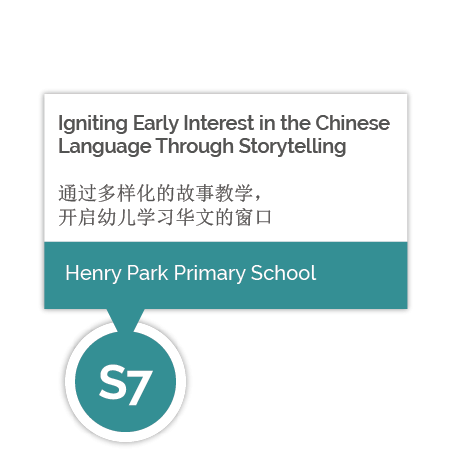 Igniting Early Interest in the Chinese
Language Through Storytelling
通过多样化的故事教学，
开启幼儿学习华文的窗口
Henry Park Primary School
S7